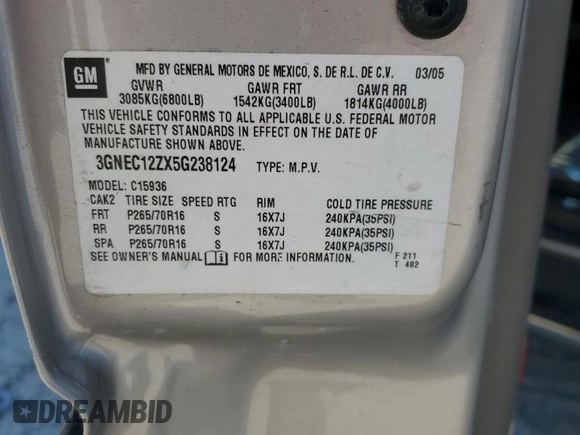 GM
MFD BY GENERAL MOTORS DE MEXICO, S. DE R.L. DE C.V. 03/05
GVWR GAWR FRT GAWR RR
3085KG(6800LB) 1542KG(3400LB) 1814KG(4000LB)
THIS VEHICLE CONFORMS TO ALL APPLICABLE U.S. FEDERAL MOTOR
VEHICLE SAFETY STANDARDS IN EFFECT ON THE DATE OF
MANUFACTURE SHOWN ABOVE.
3GNEC12ZX5G238124 TYPE: M.P.V.
MODEL: C15936
CAK2 TIRE SIZE SPEED RTG RIM COLD TIRE PRESSURE
FRT P265/70R16 S 16X7J 240KPA(35PSI)
RR P265/70R16 S 16X7J 240KPA(35PSI)
SPA P265/70R16 S 16X7J 240KPA(35PSI)
SEE OWNER'S MANUAL FOR MORE INFORMATION.
F 211
T 482
DREAMBID